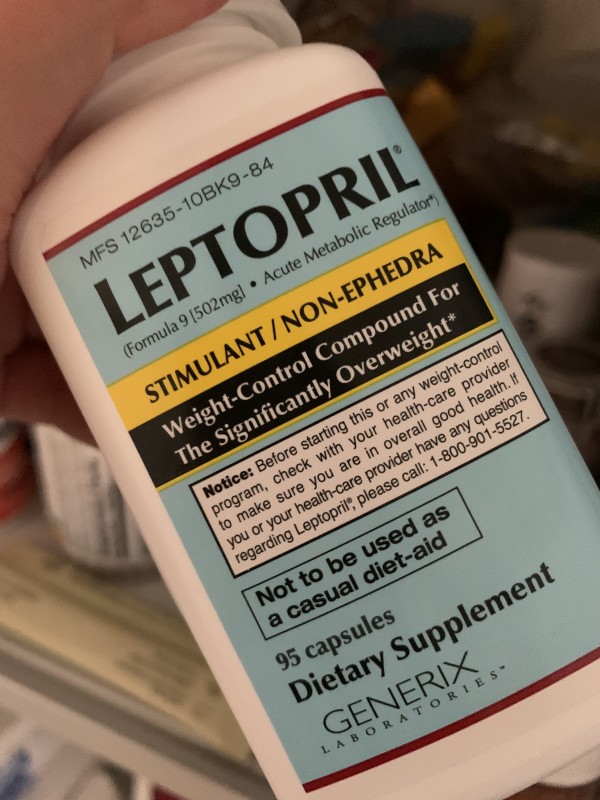 MFS 12635-10BK9-84
LEPTOPRIL®
(Formula 9 [502mg] • Acute Metabolic Regulator*)
STIMULANT / NON-EPHEDRA
Weight-Control Compound For
The Significantly Overweight*
Notice: Before starting this or any weight-control
program, check with your health-care provider
to make sure you are in overall good health. If
you or your health-care provider have any questions
regarding Leptopril®, please call: 1-800-901-5527.
Not to be used as
a casual diet-aid
95 capsules
Dietary Supplement
GENERIX
LABORATORIES™